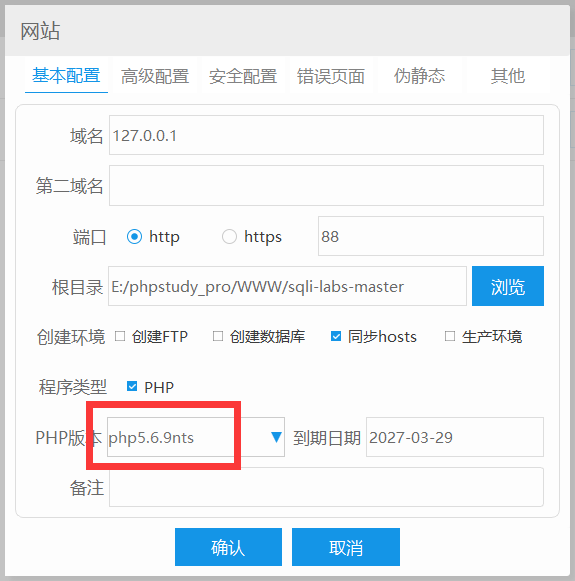 网站
基本配置 高级配置 安全配置 错误页面 伪静态 其他
域名 127.0.0.1
第二域名
端口 http https 88
根目录 E:/phpstudy_pro/WWW/sqli-labs-master 浏览
创建环境 创建FTP 创建数据库 同步hosts 生产环境
程序类型 PHP
PHP版本 php5.6.9nts 到期日期 2027-03-29
备注
确认 取消